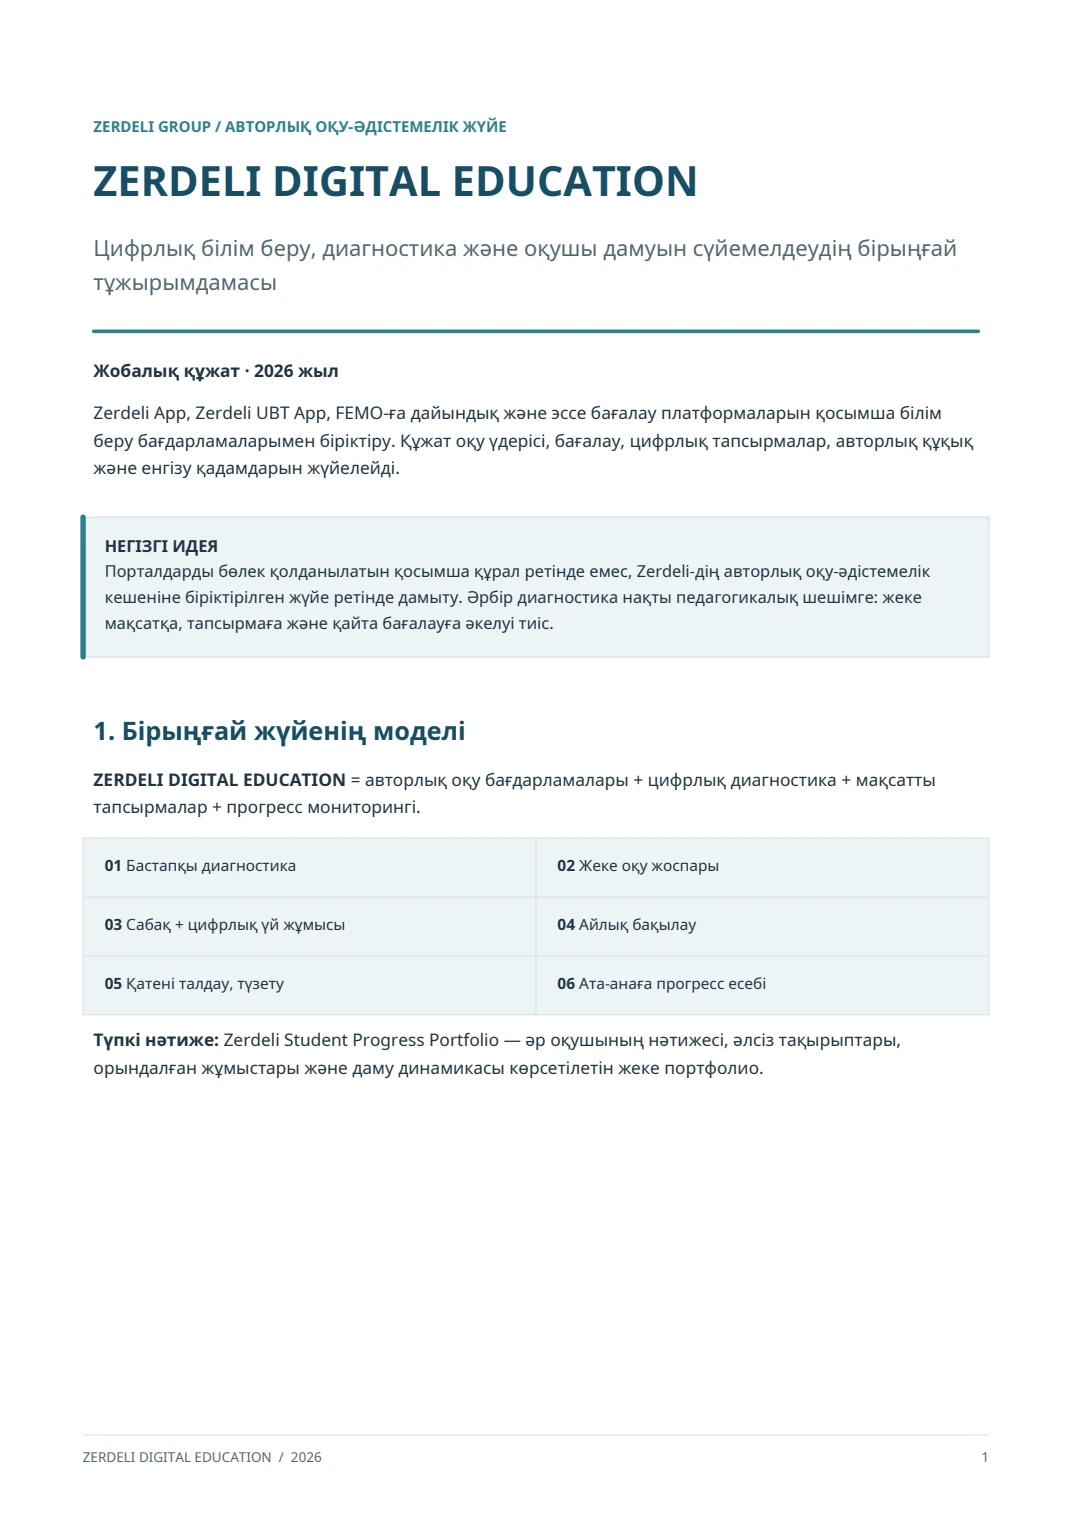 ZERDELI GROUP / АВТОРЛЫҚ ОҚУ-ӘДІСТЕМЕЛІК ЖҮЙЕ
ZERDELI DIGITAL EDUCATION
Цифрлық білім беру, диагностика және оқушы дамуын сүйемелдеудің бірыңғай
тұжырымдамасы
Жобалық құжат · 2026 жыл
Zerdeli App, Zerdeli UBT App, FEMO-ға дайындық және эссе бағалау платформаларын қосымша білім
беру бағдарламаларымен біріктіру. Құжат оқу үдерісі, бағалау, цифрлық тапсырмалар, авторлық құқық
және енгізу қадамдарын жүйелейді.
НЕГІЗГІ ИДЕЯ
Порталдарды бөлек қолданылатын қосымша құрал ретінде емес, Zerdeli-дің авторлық оқу-әдістемелік
кешеніне біріктірілген жүйе ретінде дамыту. Әрбір диагностика нақты педагогикалық шешімге: жеке
мақсатқа, тапсырмаға және қайта бағалауға әкелуі тиіс.
1. Бірыңғай жүйенің моделі
ZERDELI DIGITAL EDUCATION = авторлық оқу бағдарламалары + цифрлық диагностика + мақсатты
тапсырмалар + прогресс мониторингі.
01 Бастапқы диагностика
02 Жеке оқу жоспары
03 Сабақ + цифрлық үй жұмысы
04 Айлық бақылау
05 Қатені талдау, түзету
06 Ата-анаға прогресс есебі
Түпкі нәтиже: Zerdeli Student Progress Portfolio — әр оқушының нәтижесі, әлсіз тақырыптары,
орындалған жұмыстары және даму динамикасы көрсетілетін жеке портфолио.
ZERDELI DIGITAL EDUCATION / 2026
1